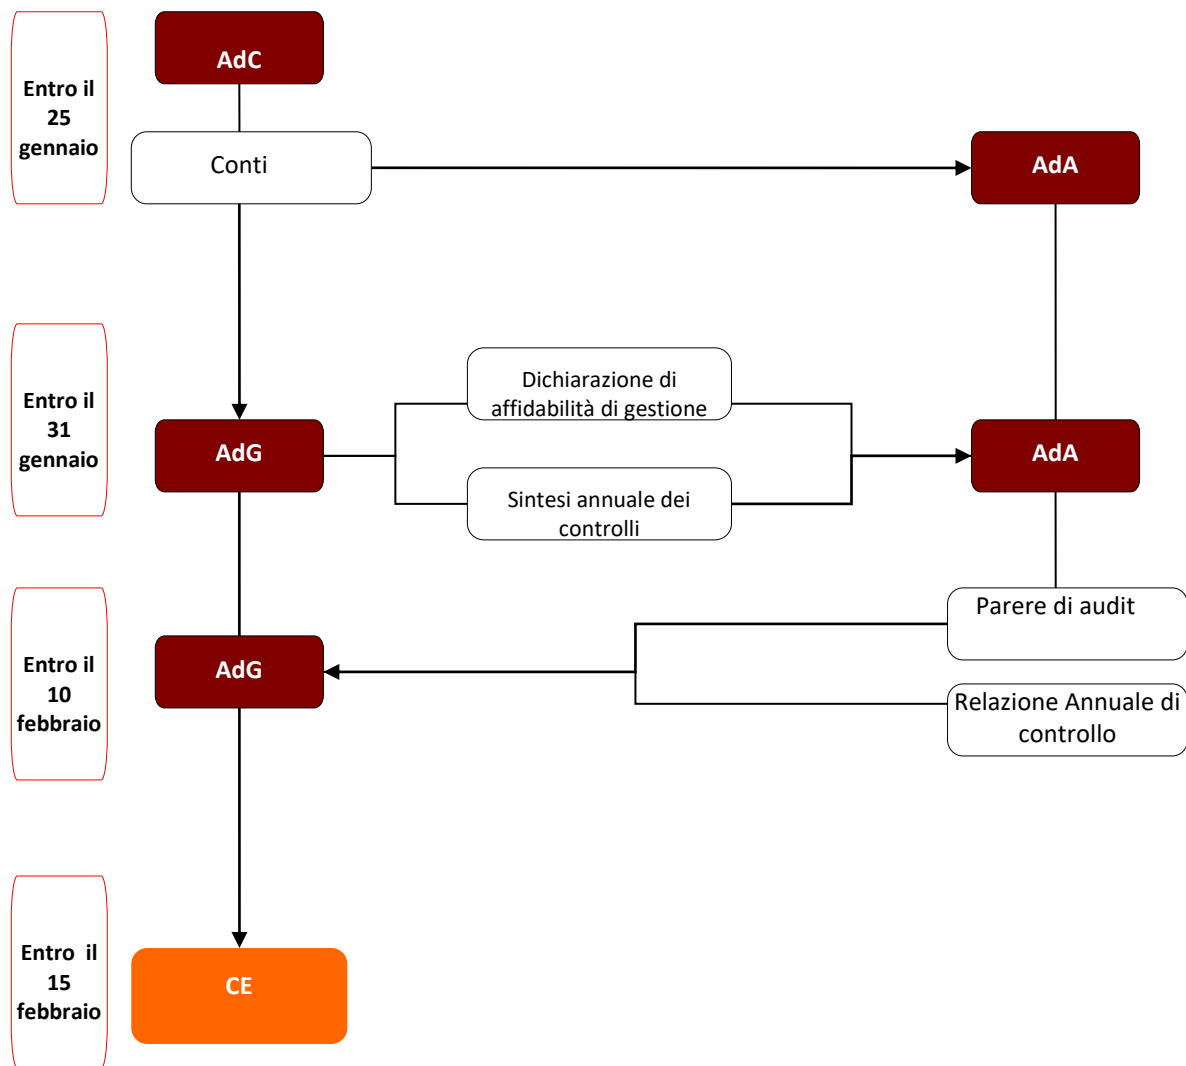 AdC
Entro il
25
gennaio
Conti
AdA
Entro il
31
gennaio
AdG
Dichiarazione di
affidabilità di gestione
Sintesi annuale dei
controlli
AdA
Entro il
10
febbraio
AdG
Parere di audit
Relazione Annuale di
controllo
Entro il
15
febbraio
CE